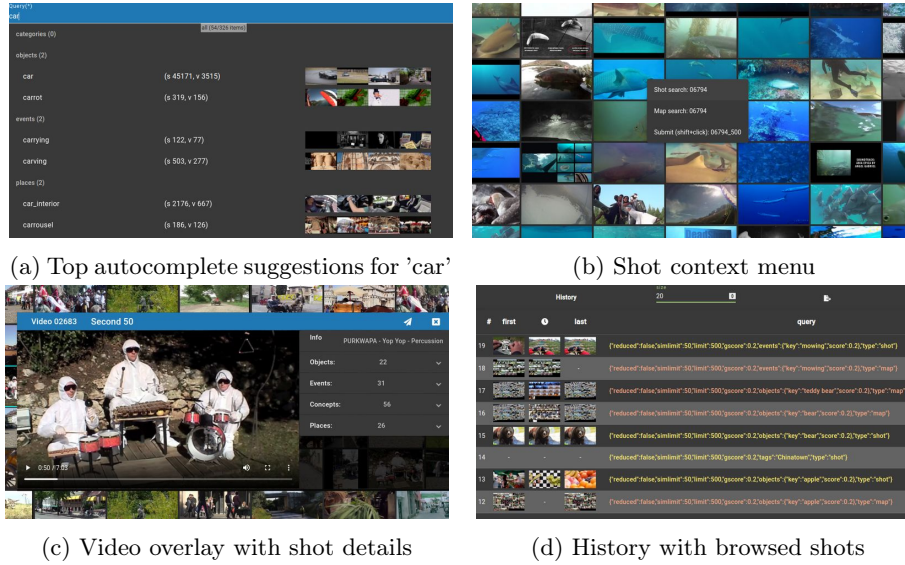 Query(*)
car
all (54/326 items)
categories (0)
objects (2)
car (s 45171, v 3515)
carrot (s 319, v 156)
events (2)
carrying (s 122, v 77)
carving (s 503, v 277)
places (2)
car_interior (s 2176, v 667)
carrousel (s 186, v 126)
(a) Top autocomplete suggestions for 'car'
Shot search: 06794
Map search: 06794
Submit (shift+click): 06794_500
(b) Shot context menu
Video 02683 Second 50
Info PURKWAPA - Yop Yop - Percussion
Objects: 22
Events: 31
Concepts: 56
Places: 26
0:50 / 7:03
(c) Video overlay with shot details
History
20
# first last query
19 {"reduced":false,"simlimit":50,"limit":500,"gscore":0.2,"events":{"key":"mowing","score":0.2},"type":"shot"}
18 - {"reduced":false,"simlimit":50,"limit":500,"gscore":0.2,"events":{"key":"mowing","score":0.2},"type":"map"}
17 {"reduced":false,"simlimit":50,"limit":500,"gscore":0.2,"objects":{"key":"teddy bear","score":0.2},"type":"map"
16 {"reduced":false,"simlimit":50,"limit":500,"gscore":0.2,"objects":{"key":"bear","score":0.2},"type":"map"}
15 {"reduced":false,"simlimit":50,"limit":500,"gscore":0.2,"objects":{"key":"bear","score":0.2},"type":"shot"}
14 - - - {"reduced":false,"simlimit":50,"limit":500,"gscore":0.2,"tags":"Chinatown","type":"shot"}
13 {"reduced":false,"simlimit":50,"limit":500,"gscore":0.2,"objects":{"key":"apple","score":0.2},"type":"shot"}
12 - {"reduced":false,"simlimit":50,"limit":500,"gscore":0.2,"objects":{"key":"apple","score":0.2},"type":"map"}
(d) History with browsed shots